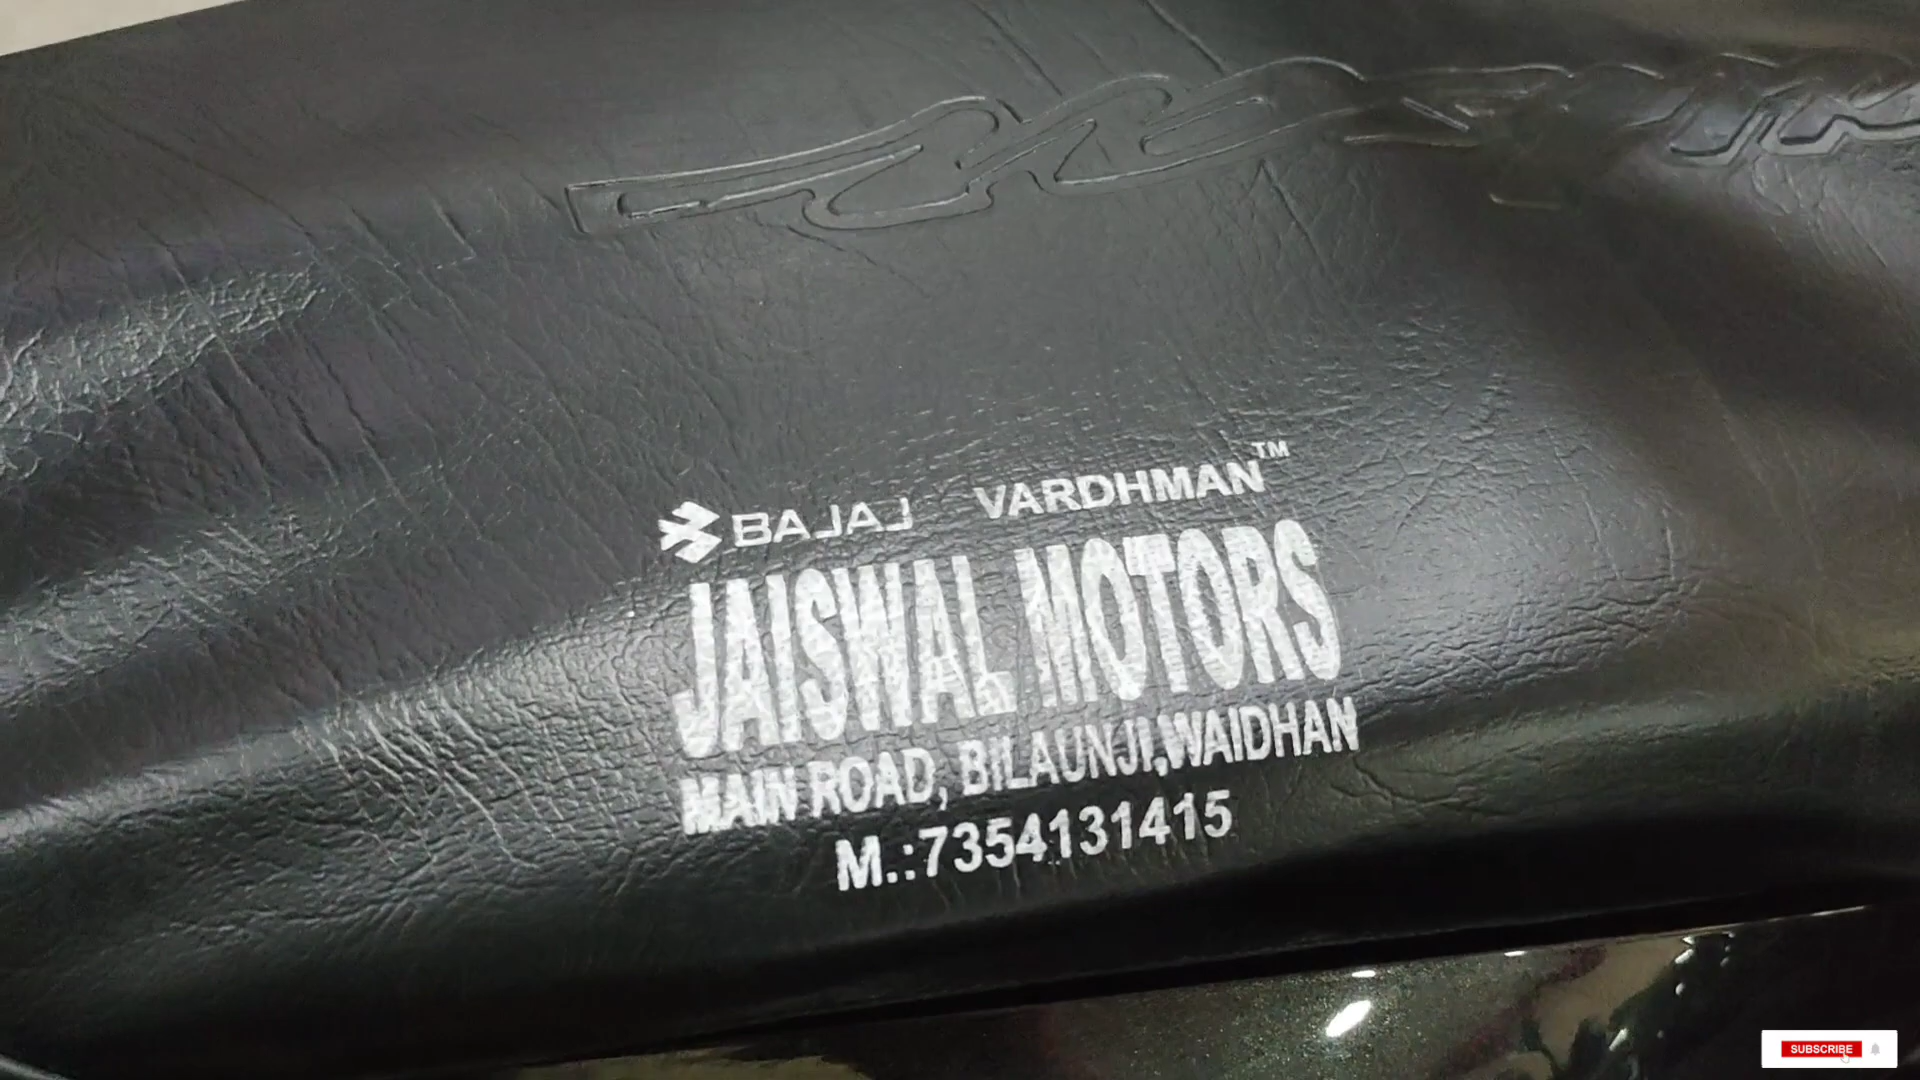 BAJAJ VARDHMAN™
JAISWAL MOTORS
MAIN ROAD, BILAUNJI,WAIDHAN
M.:7354131415
SUBSCRIBE